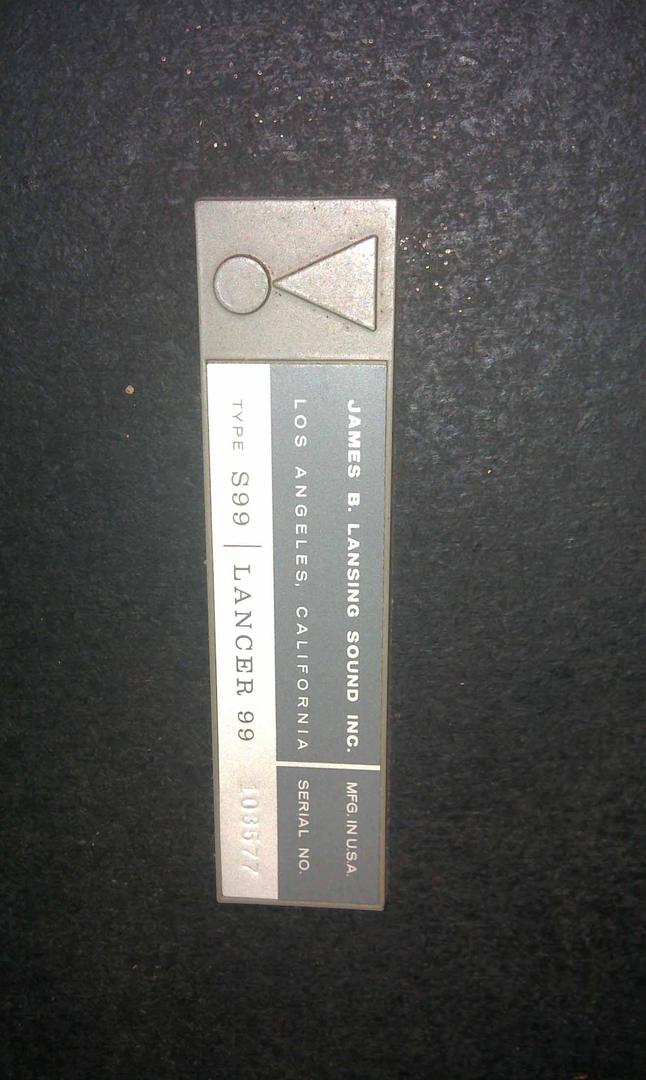 JAMES B. LANSING SOUND INC. MFG. IN U.S.A.
LOS ANGELES, CALIFORNIA SERIAL NO.
TYPE S99 | LANCER 99 103577